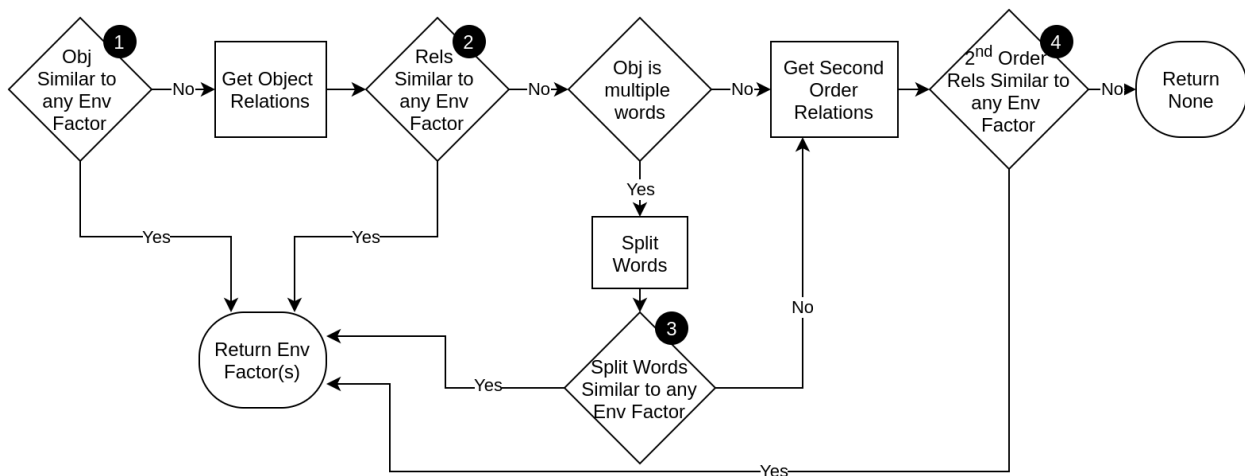 1
Obj
Similar to
any Env
Factor
No
Get Object
Relations
2
Rels
Similar to
any Env
Factor
No
Obj is
multiple
words
No
Get Second
Order
Relations
4
2nd Order
Rels Similar to
any Env
Factor
No
Return
None
Yes
Yes
Yes
Split
Words
No
Return Env
Factor(s)
Yes
3
Split Words
Similar to any
Env Factor
Yes